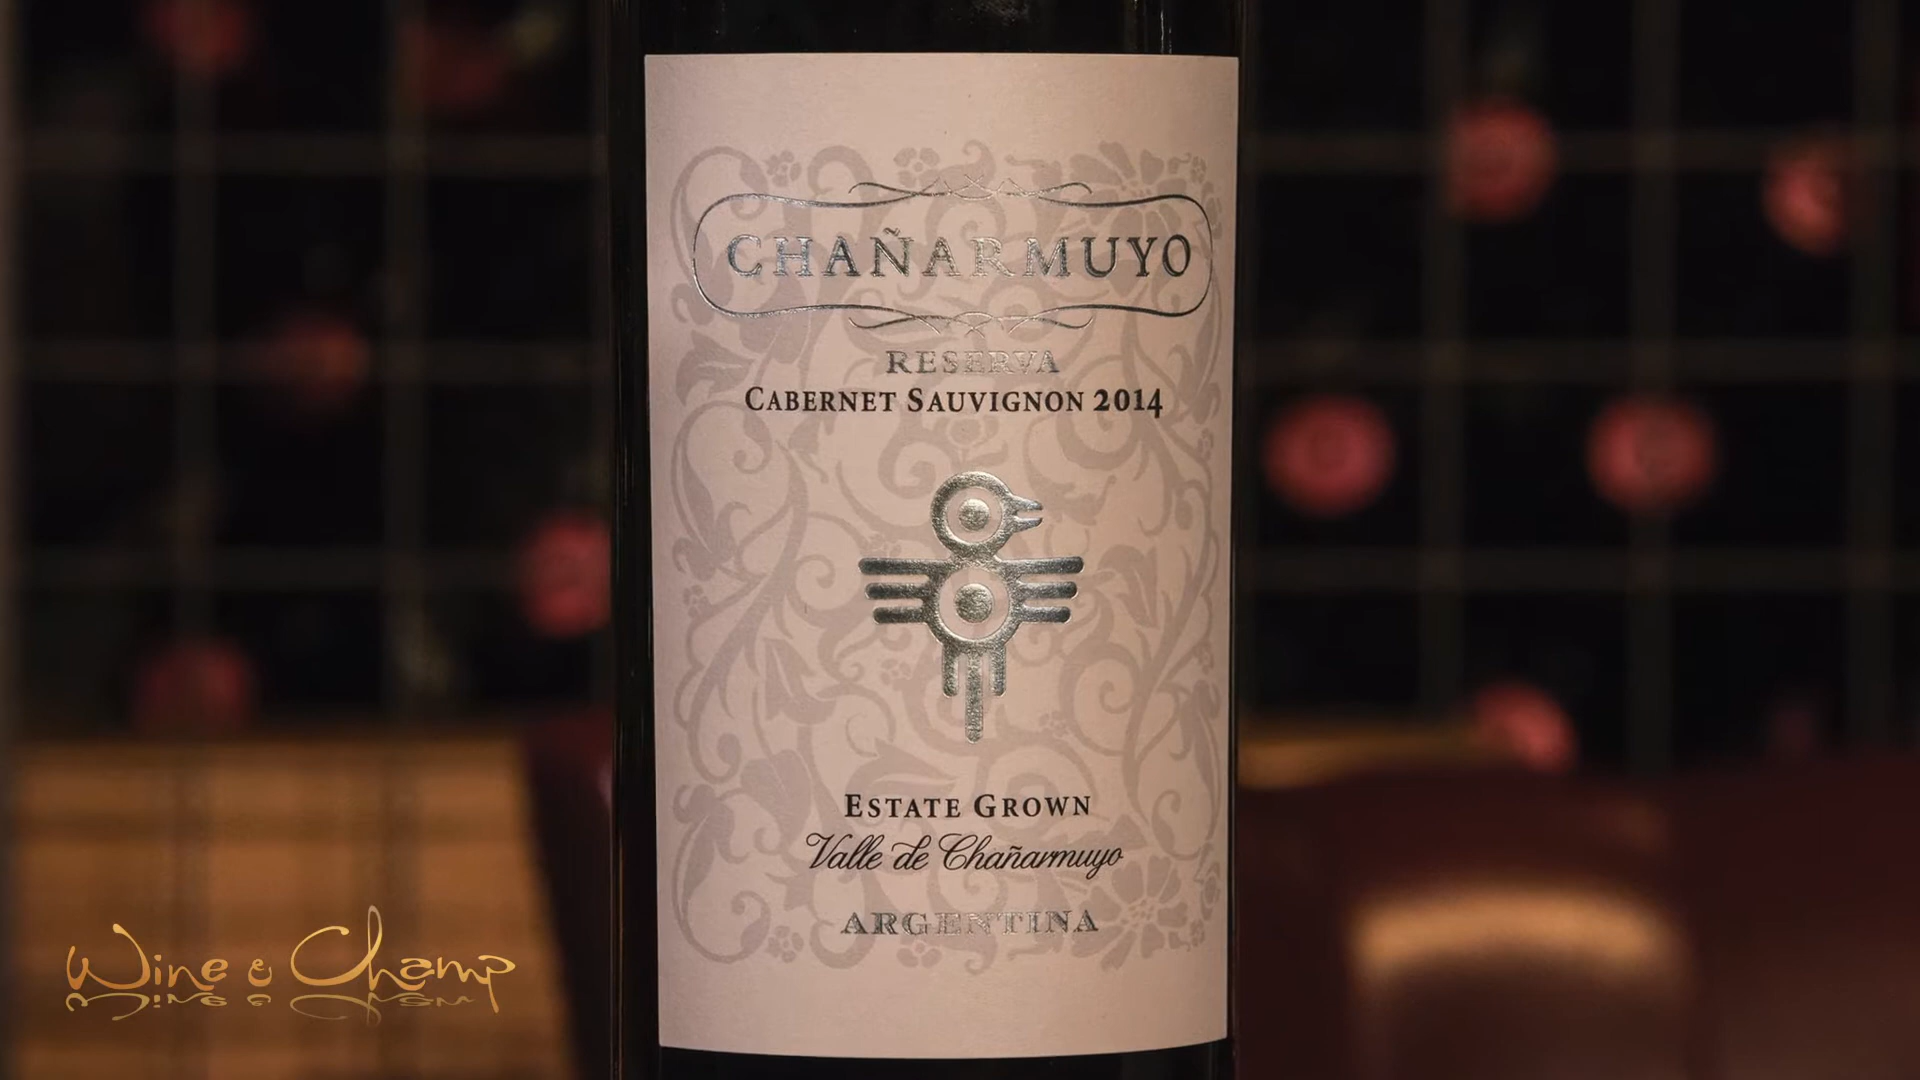 CHAÑARMUYO
RESERVA
CABERNET SAUVIGNON 2014
ESTATE GROWN
Valle de Chañarmuyo
ARGENTINA
Wine & Champ